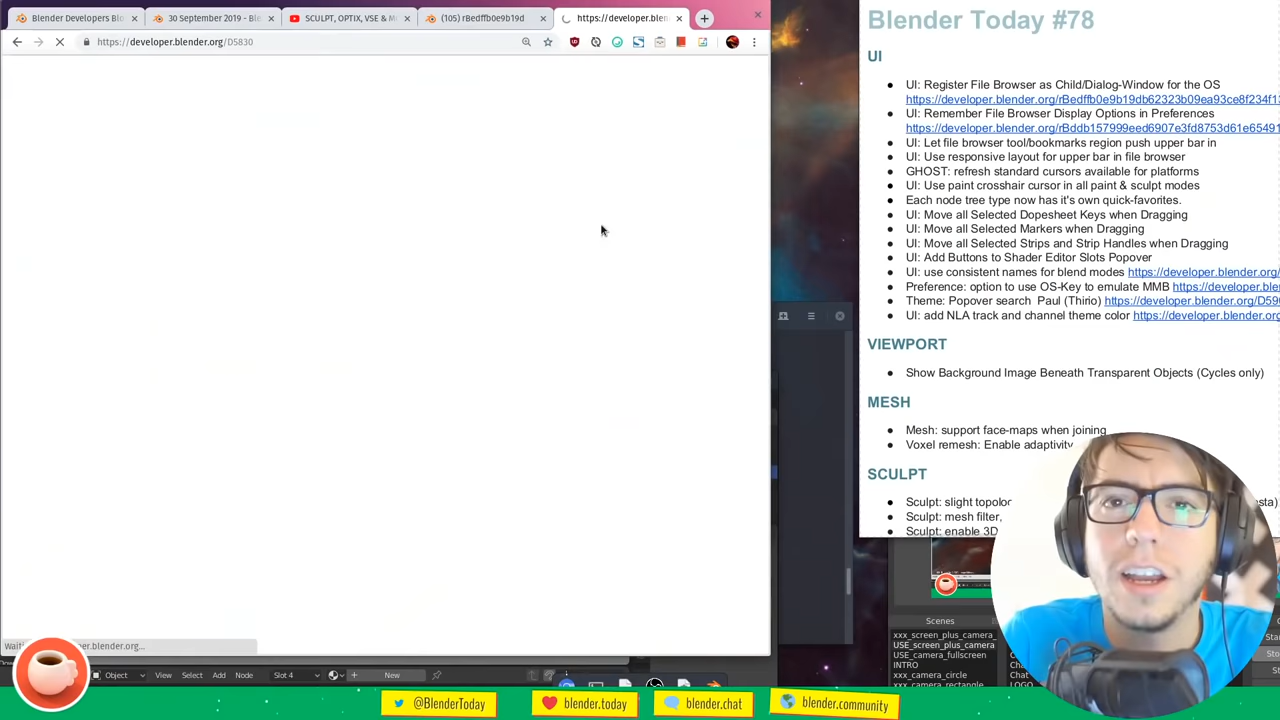 Blender Developers Blo
30 September 2019 - Ble
SCULPT, OPTIX, VSE & M
(105) rBedffb0e9b19d
https://developer.blen
https://developer.blender.org/D5830
Blender Today #78
UI
UI: Register File Browser as Child/Dialog-Window for the OS
https://developer.blender.org/rBedffb0e9b19db62323b09ea93ce8f234f1
UI: Remember File Browser Display Options in Preferences
https://developer.blender.org/rBddb157999eed6907e3fd8753d61e65491
UI: Let file browser tool/bookmarks region push upper bar in
UI: Use responsive layout for upper bar in file browser
GHOST: refresh standard cursors available for platforms
UI: Use paint crosshair cursor in all paint & sculpt modes
Each node tree type now has it's own quick-favorites.
UI: Move all Selected Dopesheet Keys when Dragging
UI: Move all Selected Markers when Dragging
UI: Move all Selected Strips and Strip Handles when Dragging
UI: Add Buttons to Shader Editor Slots Popover
UI: use consistent names for blend modes https://developer.blender.org/
Preference: option to use OS-Key to emulate MMB https://developer.ble
Theme: Popover search Paul (Thirio) https://developer.blender.org/D59
UI: add NLA track and channel theme color https://developer.blender.org
VIEWPORT
Show Background Image Beneath Transparent Objects (Cycles only)
MESH
Mesh: support face-maps when joining
Voxel remesh: Enable adaptivity
SCULPT
Sculpt: slight topolo
Sculpt: mesh filter,
Sculpt: enable 3D
Scenes
xxx_screen_plus_camera_
USE_screen_plus_camera
USE_camera_fullscreen
INTRO
xxx_camera_circle
xxx_camera_rectangle
Object
View
Select
Add
Node
Slot 4
New
@BlenderToday
blender.today
blender.chat
blender.community